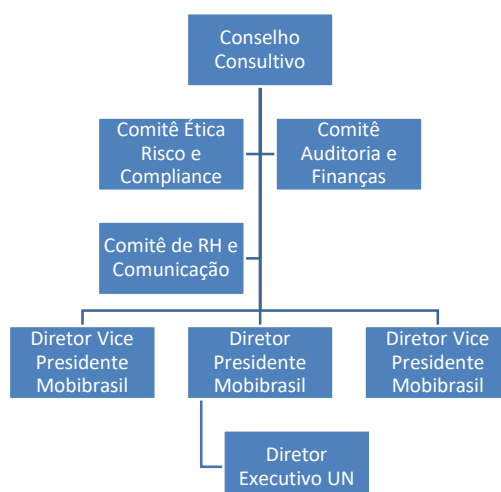 Conselho
Consultivo
Comitê Ética
Risco e
Compliance
Comitê
Auditoria e
Finanças
Comitê de RH e
Comunicação
Diretor Vice
Presidente
Mobibrasil
Diretor
Presidente
Mobibrasil
Diretor Vice
Presidente
Mobibrasil
Diretor
Executivo UN